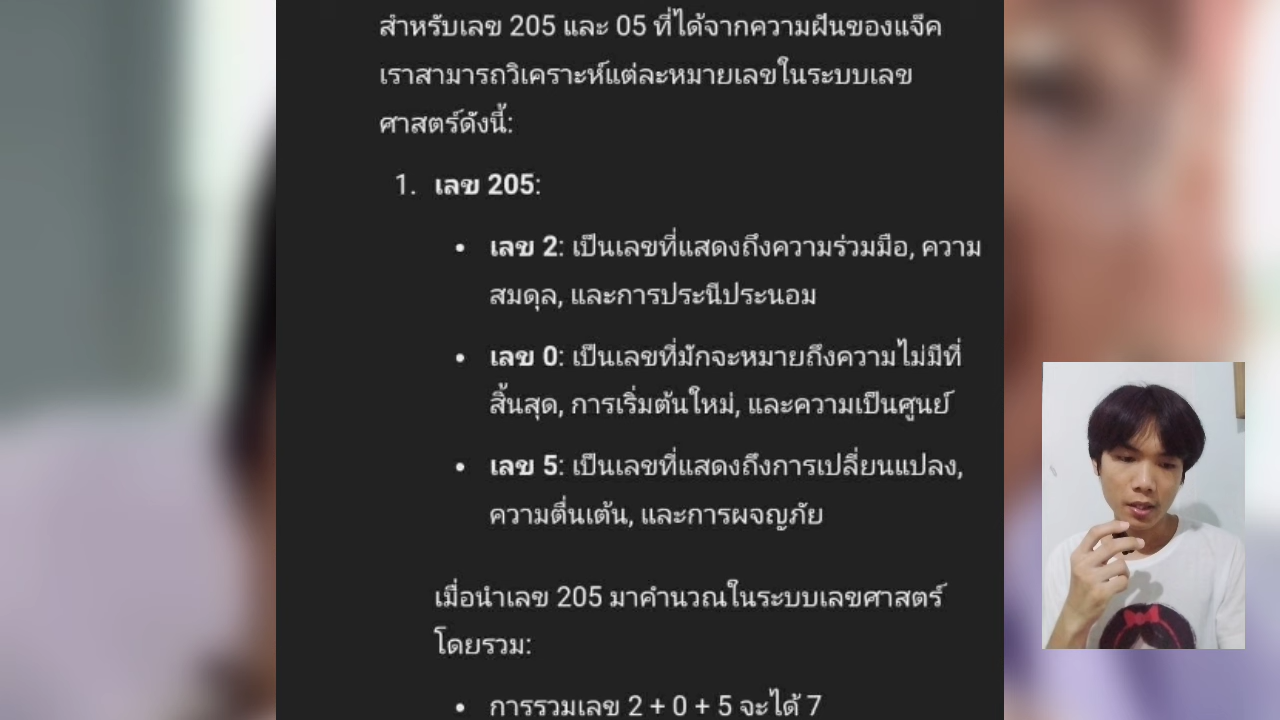 สำหรับเลข 205 และ 05 ที่ได้จากความฝันของแจ็ค
เราสามารถวิเคราะห์แต่ละหมายเลขในระบบเลข
ศาสตร์ดังนี้:
1. เลข 205:
• เลข 2: เป็นเลขที่แสดงถึงความร่วมมือ, ความ
สมดุล, และการประนีประนอม
• เลข 0: เป็นเลขที่มักจะหมายถึงความไม่มีที่
สิ้นสุด, การเริ่มต้นใหม่, และความเป็นศูนย์
• เลข 5: เป็นเลขที่แสดงถึงการเปลี่ยนแปลง,
ความตื่นเต้น, และการผจญภัย
เมื่อนำเลข 205 มาคำนวณในระบบเลขศาสตร์
โดยรวม:
• การรวมเลข 2 + 0 + 5 จะได้ 7